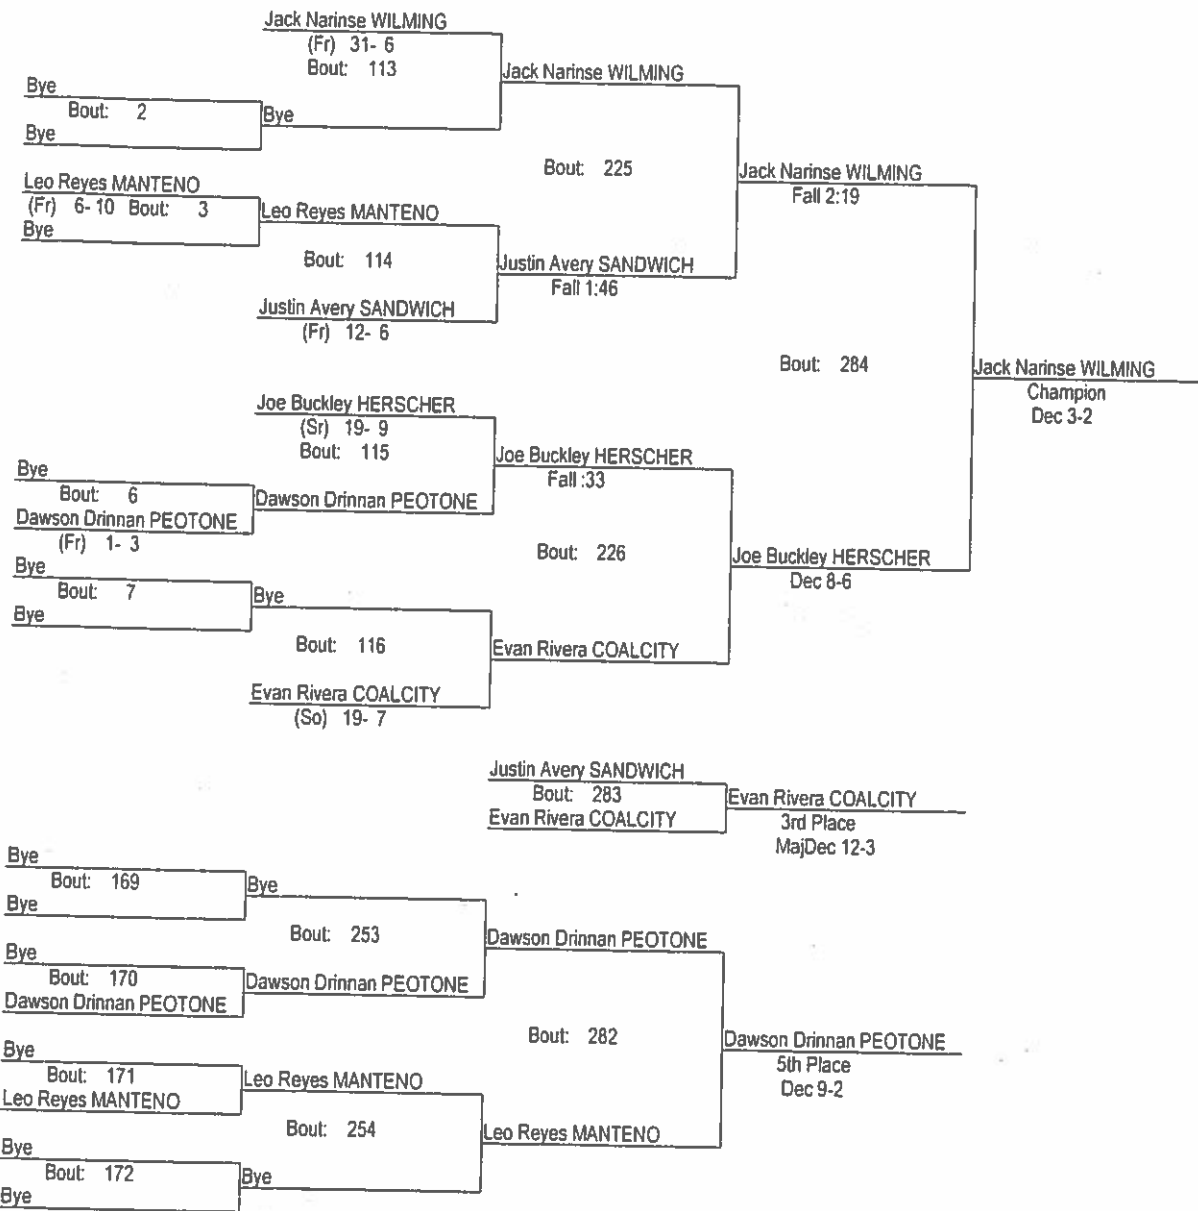 Jack Narinse WILMING
(Fr) 31- 6
Bout: 113
Jack Narinse WILMING
Bye
Bout: 2
Bye
Bye
Bout: 225
Jack Narinse WILMING
Fall 2:19
Leo Reyes MANTENO
(Fr) 6- 10 Bout: 3
Leo Reyes MANTENO
Bye
Bout: 114
Justin Avery SANDWICH
Fall 1:46
Justin Avery SANDWICH
(Fr) 12- 6
Bout: 284
Jack Narinse WILMING
Champion
Dec 3-2
Joe Buckley HERSCHER
(Sr) 19- 9
Bout: 115
Joe Buckley HERSCHER
Fall :33
Bye
Bout: 6
Dawson Drinnan PEOTONE
Dawson Drinnan PEOTONE
(Fr) 1- 3
Bout: 226
Joe Buckley HERSCHER
Dec 8-6
Bye
Bout: 7
Bye
Bye
Bout: 116
Evan Rivera COALCITY
Evan Rivera COALCITY
(So) 19- 7
Justin Avery SANDWICH
Bout: 283
Evan Rivera COALCITY
Evan Rivera COALCITY
3rd Place
MajDec 12-3
Bye
Bout: 169
Bye
Bye
Bout: 253
Dawson Drinnan PEOTONE
Bye
Bout: 170
Dawson Drinnan PEOTONE
Dawson Drinnan PEOTONE
Bout: 282
Dawson Drinnan PEOTONE
5th Place
Dec 9-2
Bye
Bout: 171
Leo Reyes MANTENO
Leo Reyes MANTENO
Bout: 254
Leo Reyes MANTENO
Bye
Bout: 172
Bye
Bye